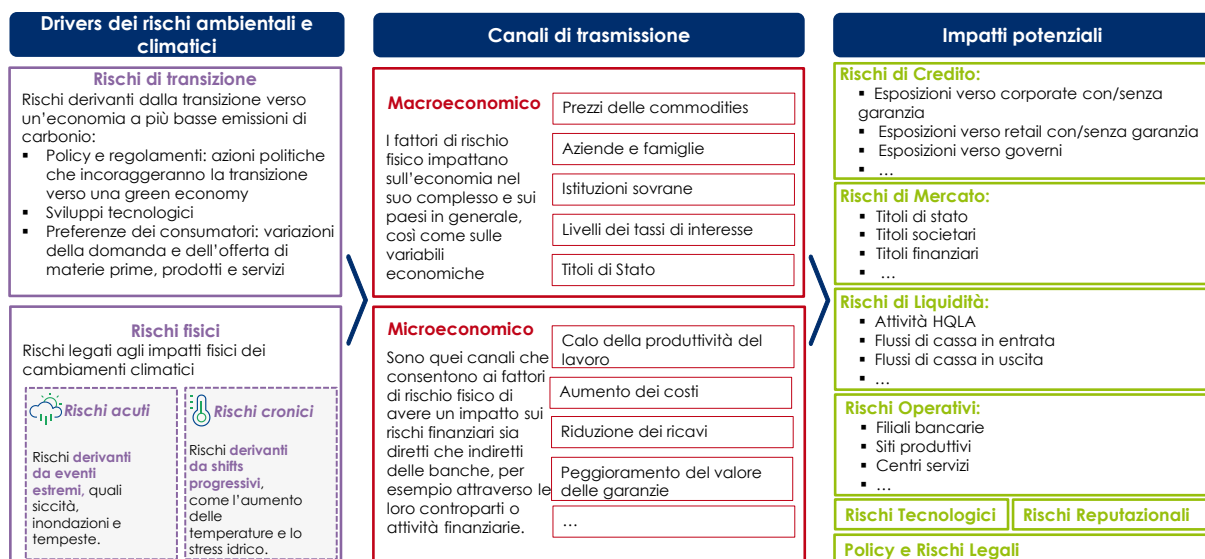 Drivers dei rischi ambientali e
climatici
Rischi di transizione
Rischi derivanti dalla transizione verso
un'economia a più basse emissioni di
carbonio:
▪ Policy e regolamenti: azioni politiche
che incoraggeranno la transizione
verso una green economy
▪ Sviluppi tecnologici
▪ Preferenze dei consumatori: variazioni
della domanda e dell'offerta di
materie prime, prodotti e servizi
Rischi fisici
Rischi legati agli impatti fisici dei
cambiamenti climatici
Rischi acuti
Rischi derivanti
da eventi
estremi, quali
siccità,
inondazioni e
tempeste.
Rischi cronici
Rischi derivanti
da shifts
progressivi,
come l'aumento
delle
temperature e lo
stress idrico.
Canali di trasmissione
Macroeconomico
I fattori di rischio
fisico impattano
sull'economia nel
suo complesso e sui
paesi in generale,
così come sulle
variabili
economiche
Prezzi delle commodities
Aziende e famiglie
Istituzioni sovrane
Livelli dei tassi di interesse
Titoli di Stato
Microeconomico
Sono quei canali che
consentono ai fattori
di rischio fisico di
avere un impatto sui
rischi finanziari sia
diretti che indiretti
delle banche, per
esempio attraverso le
loro controparti o
attività finanziarie.
Calo della produttività del
lavoro
Aumento dei costi
Riduzione dei ricavi
Peggioramento del valore
delle garanzie
…
Impatti potenziali
Rischi di Credito:
▪ Esposizioni verso corporate con/senza
garanzia
▪ Esposizioni verso retail con/senza garanzia
▪ Esposizioni verso governi
▪ …
Rischi di Mercato:
▪ Titoli di stato
▪ Titoli societari
▪ Titoli finanziari
▪ …
Rischi di Liquidità:
▪ Attività HQLA
▪ Flussi di cassa in entrata
▪ Flussi di cassa in uscita
▪ …
Rischi Operativi:
▪ Filiali bancarie
▪ Siti produttivi
▪ Centri servizi
▪ …
Rischi Tecnologici
Rischi Reputazionali
Policy e Rischi Legali